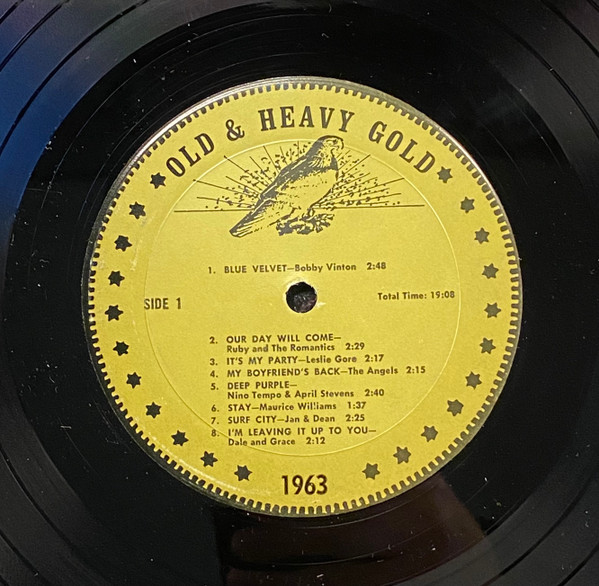 OLD & HEAVY GOLD
1. BLUE VELVET—Bobby Vinton 2:48
SIDE 1
Total Time: 19:08
2. OUR DAY WILL COME—
Ruby and The Romantics 2:29
3. IT'S MY PARTY—Leslie Gore 2:17
4. MY BOYFRIEND'S BACK—The Angels 2:15
5. DEEP PURPLE—
Nino Tempo & April Stevens 2:40
6. STAY—Maurice Williams 1:37
7. SURF CITY—Jan & Dean 2:25
8. I'M LEAVING IT UP TO YOU—
Dale and Grace 2:12
1963